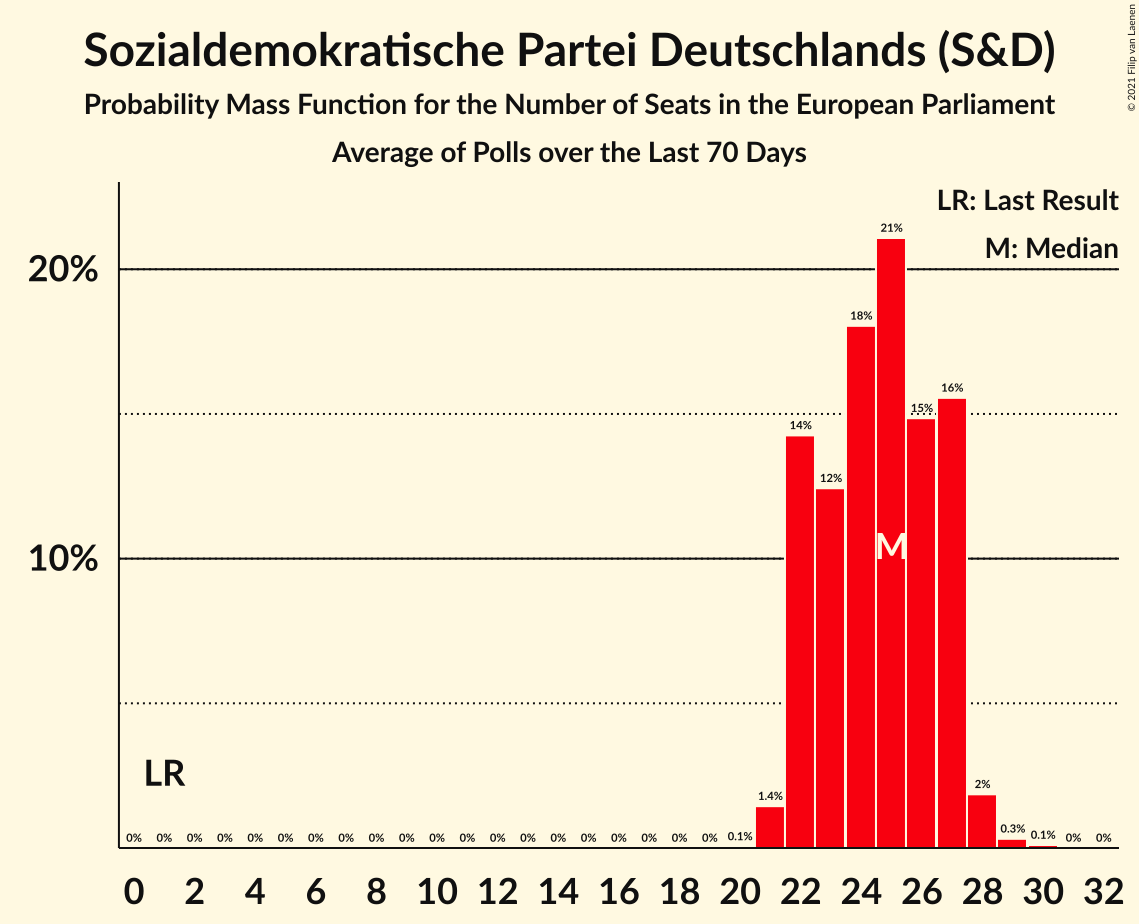 Sozialdemokratische Partei Deutschlands (S&D)
Probability Mass Function for the Number of Seats in the European Parliament
Average of Polls over the Last 70 Days
© 2021 Filip van Laenen
LR: Last Result
M: Median
21%
20%
18%
16%
15%
14%
12%
10%
M
LR
0% 0% 0% 0% 0% 0% 0% 0% 0% 0% 0% 0% 0% 0% 0% 0% 0% 0% 0% 0% 0.1% 1.4% 2% 0.3% 0.1% 0% 0%
0 2 4 6 8 10 12 14 16 18 20 22 24 26 28 30 32